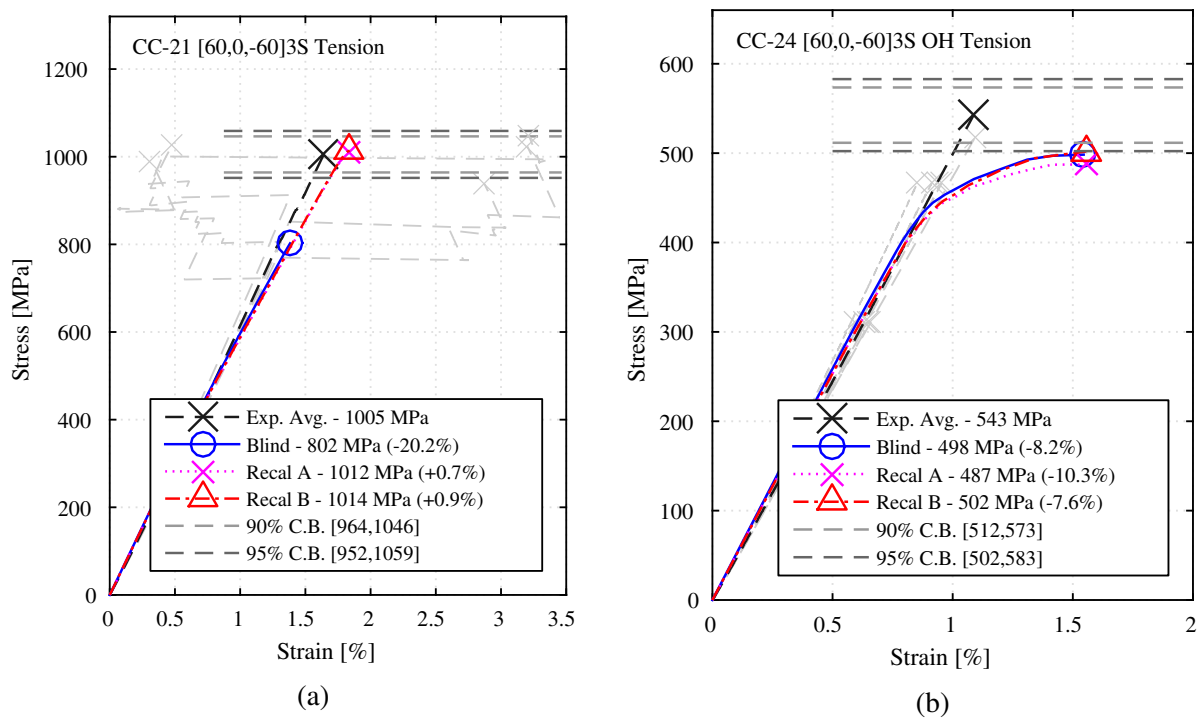 CC-21 [60,0,-60]3S Tension
1200
1000
800
600
400
200
0
Stress [MPa]
Exp. Avg. - 1005 MPa
Blind - 802 MPa (-20.2%)
Recal A - 1012 MPa (+0.7%)
Recal B - 1014 MPa (+0.9%)
90% C.B. [964,1046]
95% C.B. [952,1059]
0 0.5 1 1.5 2 2.5 3 3.5
Strain [%]
(a)
CC-24 [60,0,-60]3S OH Tension
600
500
400
300
200
100
0
Stress [MPa]
Exp. Avg. - 543 MPa
Blind - 498 MPa (-8.2%)
Recal A - 487 MPa (-10.3%)
Recal B - 502 MPa (-7.6%)
90% C.B. [512,573]
95% C.B. [502,583]
0 0.5 1 1.5 2
Strain [%]
(b)